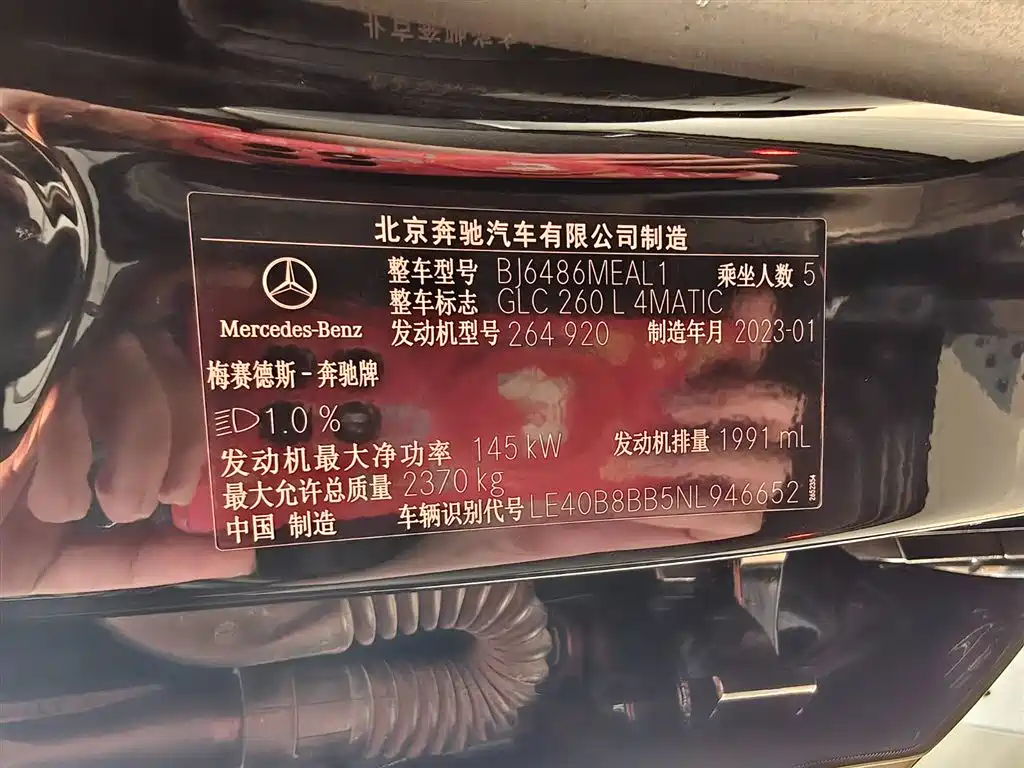 北京奔驰汽车有限公司制造
整车型号 BJ6486MEAL1 乘坐人数 5
整车标志 GLC 260 L 4MATIC
Mercedes-Benz 发动机型号 264 920 制造年月 2023-01
梅赛德斯-奔驰牌
1.0 %
发动机最大净功率 145 kW 发动机排量 1991 mL
最大允许总质量 2370 kg
中国 制造 车辆识别代号 LE40B8BB5NL946652